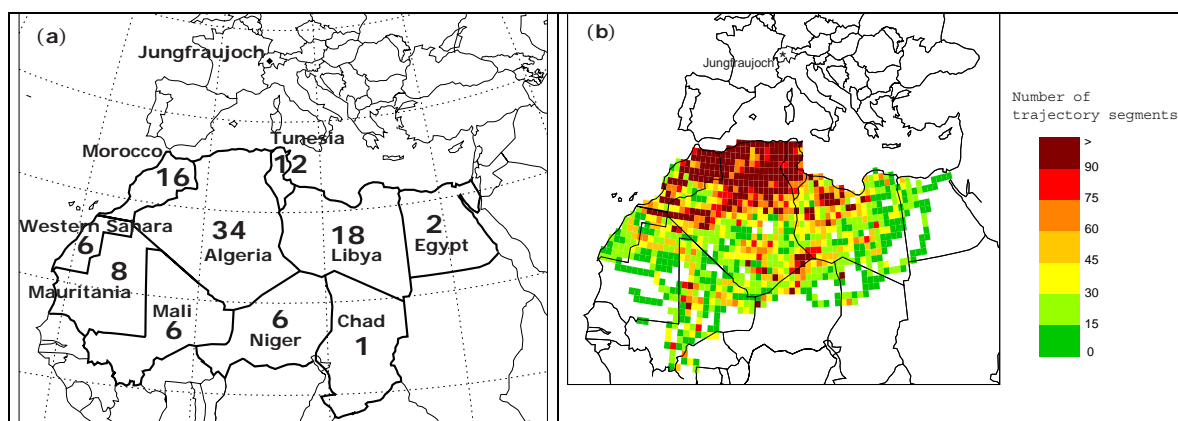 (a)
Jungfraujoch
Tunesia
12
Morocco
16
Western Sahara
6
34
Algeria
18
Libya
2
Egypt
8
Mauritania
Mali
6
6
Niger
Chad
1
(b)
Jungfraujoch
Number of
trajectory segments
>
90
75
60
45
30
15
0